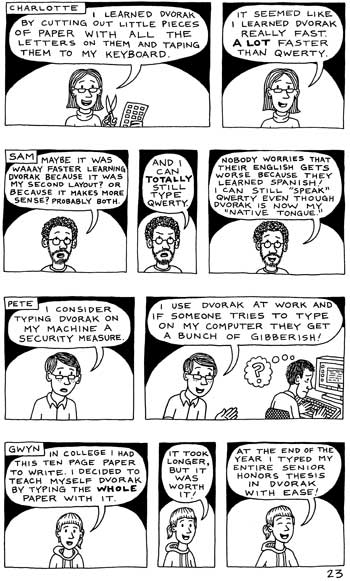 CHARLOTTE
I LEARNED DVORAK
BY CUTTING OUT LITTLE PIECES
OF PAPER WITH ALL THE
LETTERS ON THEM AND TAPING
THEM TO MY KEYBOARD.
IT SEEMED LIKE
I LEARNED DVORAK
REALLY FAST.
A LOT FASTER
THAN QWERTY.
SAM
MAYBE IT WAS
WAAAY FASTER LEARNING
DVORAK BECAUSE IT WAS
MY SECOND LAYOUT? OR
BECAUSE IT MAKES MORE
SENSE? PROBABLY BOTH.
AND I
CAN
TOTALLY
STILL
TYPE
QWERTY.
NOBODY WORRIES THAT
THEIR ENGLISH GETS
WORSE BECAUSE THEY
LEARNED SPANISH!
I CAN STILL "SPEAK"
QWERTY EVEN THOUGH
DVORAK IS NOW MY
"NATIVE TONGUE."
PETE
I CONSIDER
TYPING DVORAK ON
MY MACHINE A
SECURITY MEASURE.
I USE DVORAK AT WORK AND
IF SOMEONE TRIES TO TYPE
ON MY COMPUTER THEY GET
A BUNCH OF GIBBERISH!
?
GWYN
IN COLLEGE I HAD
THIS TEN PAGE PAPER
TO WRITE. I DECIDED TO
TEACH MYSELF DVORAK
BY TYPING THE WHOLE
PAPER WITH IT.
IT TOOK
LONGER,
BUT IT
WAS
WORTH
IT!
AT THE END OF THE
YEAR I TYPED MY
ENTIRE SENIOR
HONORS THESIS
IN DVORAK
WITH EASE!
23